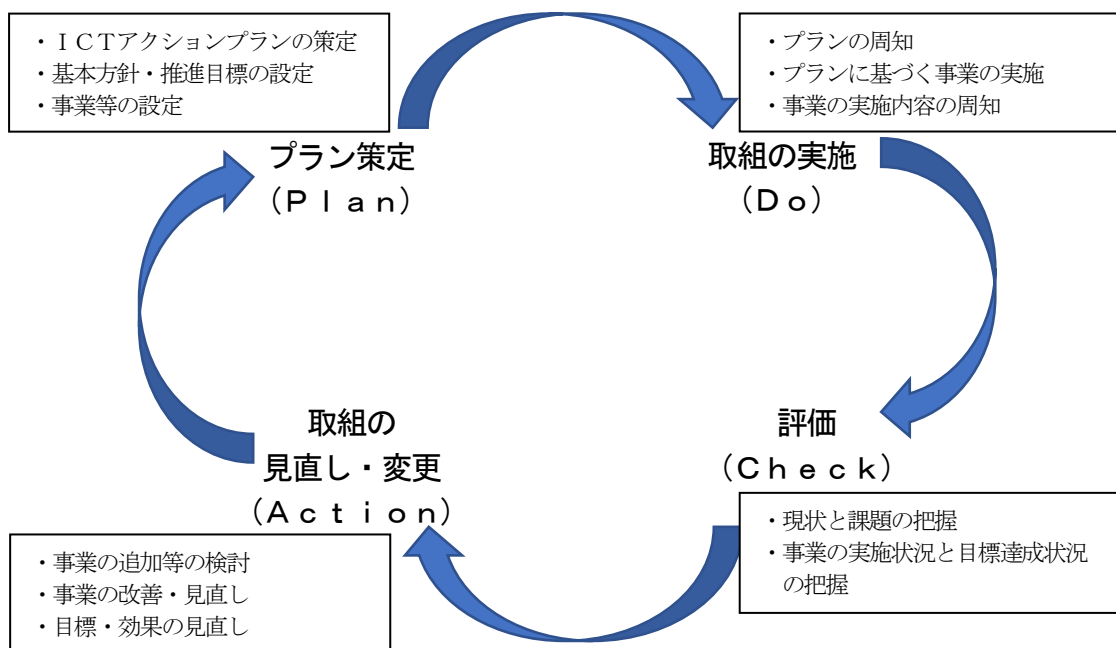 ・ＩＣＴアクションプランの策定
・基本方針・推進目標の設定
・事業等の設定
プラン策定
（Ｐｌａｎ）
・プランの周知
・プランに基づく事業の実施
・事業の実施内容の周知
取組の実施
（Ｄｏ）
評価
（Ｃｈｅｃｋ）
・現状と課題の把握
・事業の実施状況と目標達成状況
の把握
取組の
見直し・変更
（Ａｃｔｉｏｎ）
・事業の追加等の検討
・事業の改善・見直し
・目標・効果の見直し